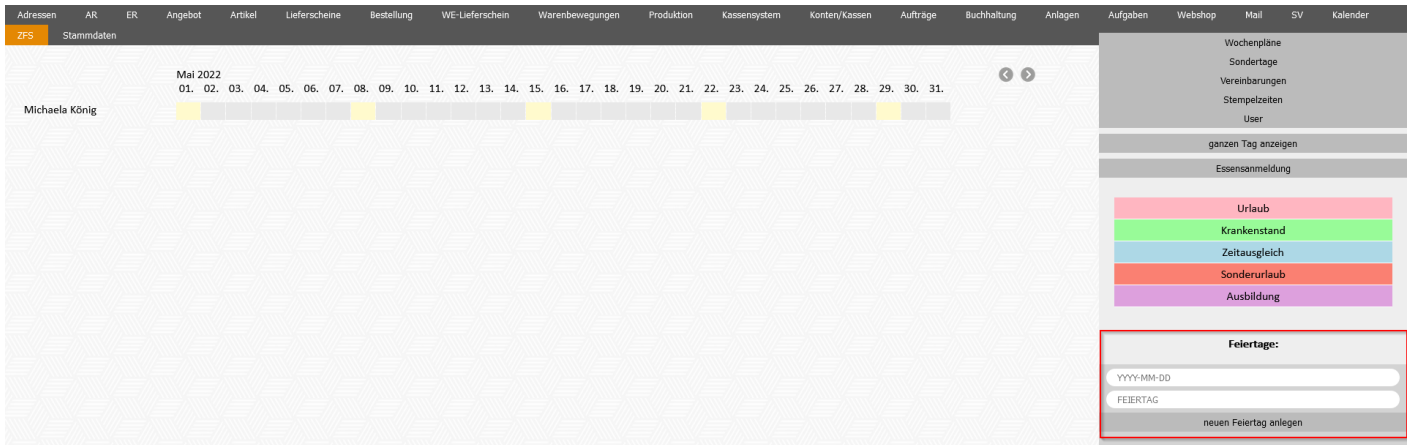 Adressen AR ER Angebot Artikel Lieferscheine Bestellung WE-Lieferschein Warenbewegungen Produktion Kassensystem Konten/Kassen Aufträge Buchhaltung Anlagen Aufgaben Webshop Mail SV Kalender
ZFS Stammdaten
Mai 2022
01. 02. 03. 04. 05. 06. 07. 08. 09. 10. 11. 12. 13. 14. 15. 16. 17. 18. 19. 20. 21. 22. 23. 24. 25. 26. 27. 28. 29. 30. 31.
Michaela König
Wochenpläne
Sondertage
Vereinbarungen
Stempelzeiten
User
ganzen Tag anzeigen
Essensanmeldung
Urlaub
Krankenstand
Zeitausgleich
Sonderurlaub
Ausbildung
Feiertage:
YYYY-MM-DD
FEIERTAG
neuen Feiertag anlegen